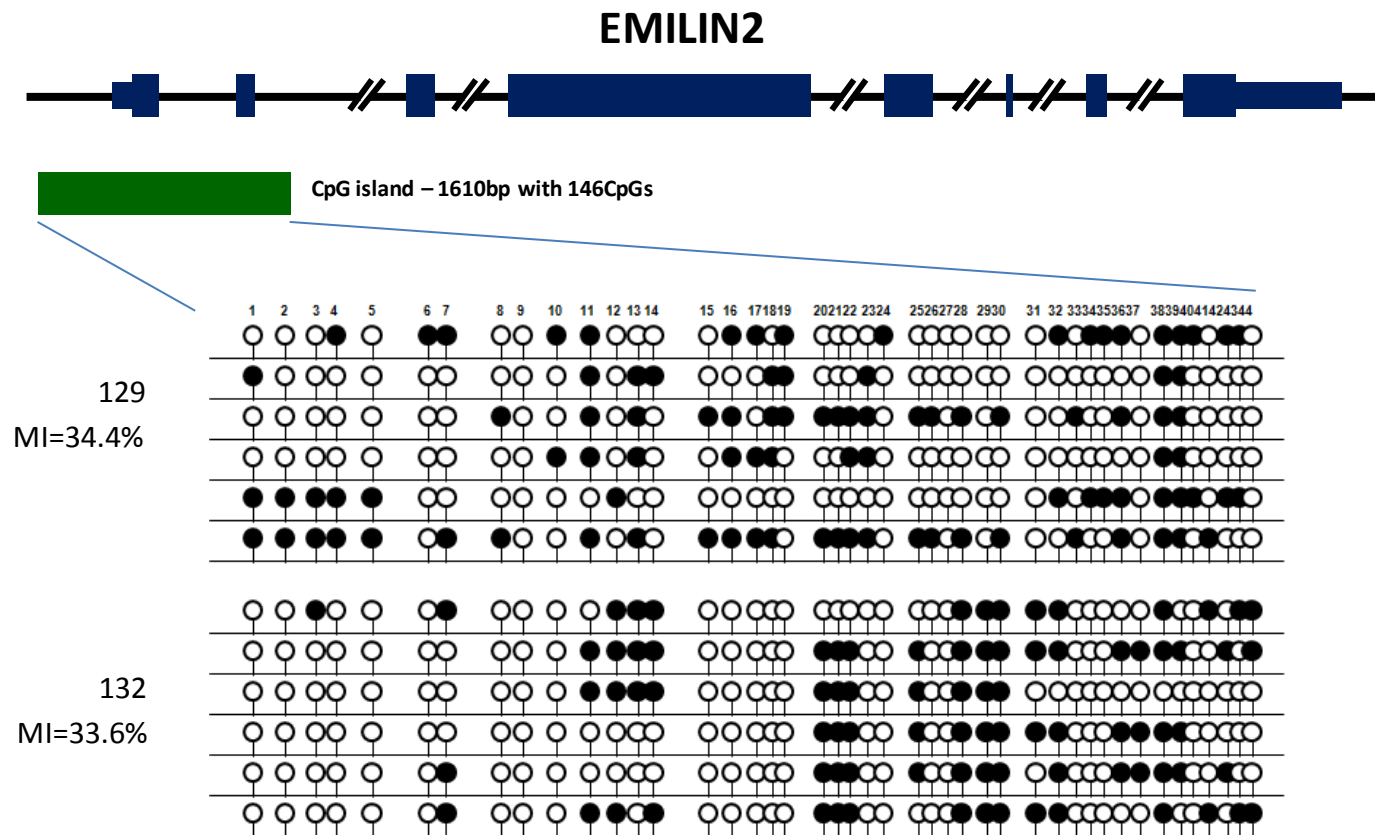 EMILIN2
CpG island – 1610bp with 146CpGs
1 2 3 4 5 6 7 8 9 10 11 12 13 14 15 16 17 18 19 20 21 22 23 24 25 26 27 28 29 30 31 32 33 34 35 36 37 38 39 40 41 42 43 44
129
MI=34.4%
132
MI=33.6%